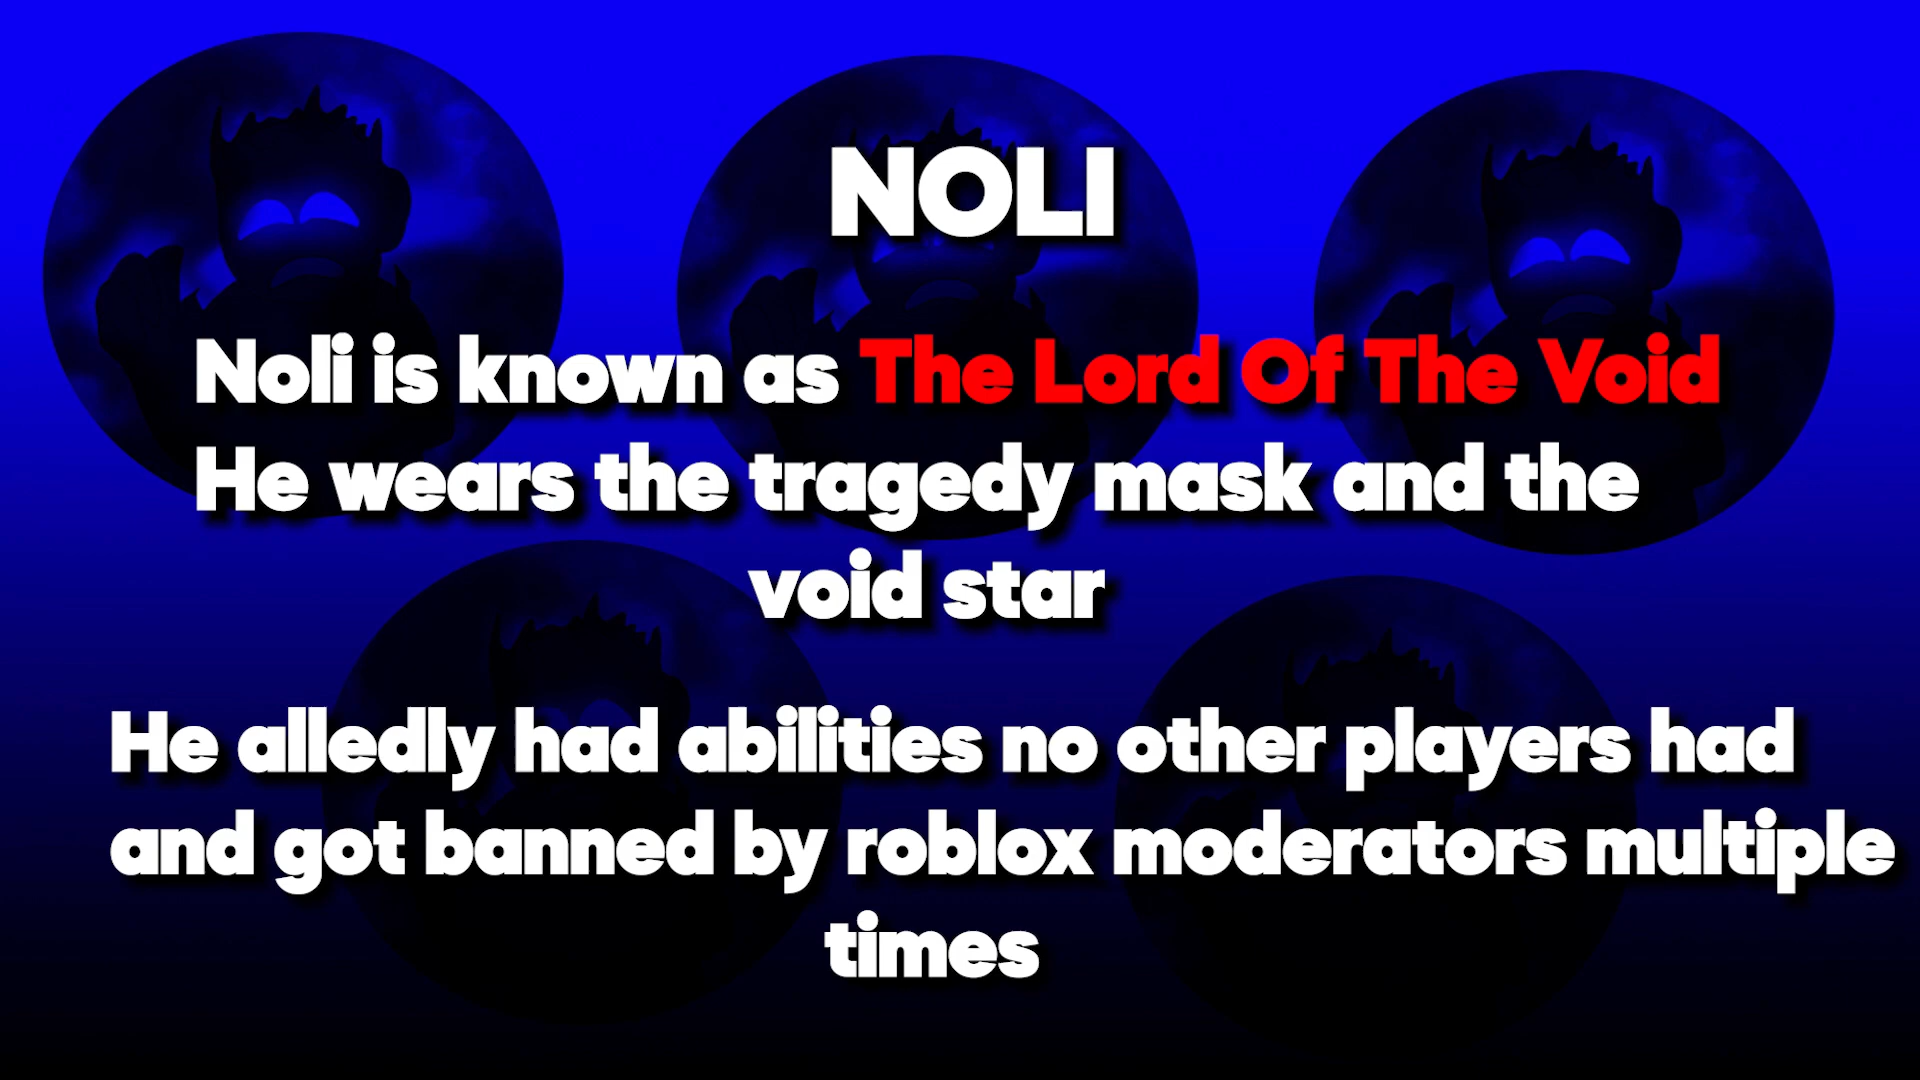 NOLI
Noli is known as The Lord Of The Void
He wears the tragedy mask and the
void star
He alledly had abilities no other players had
and got banned by roblox moderators multiple
times